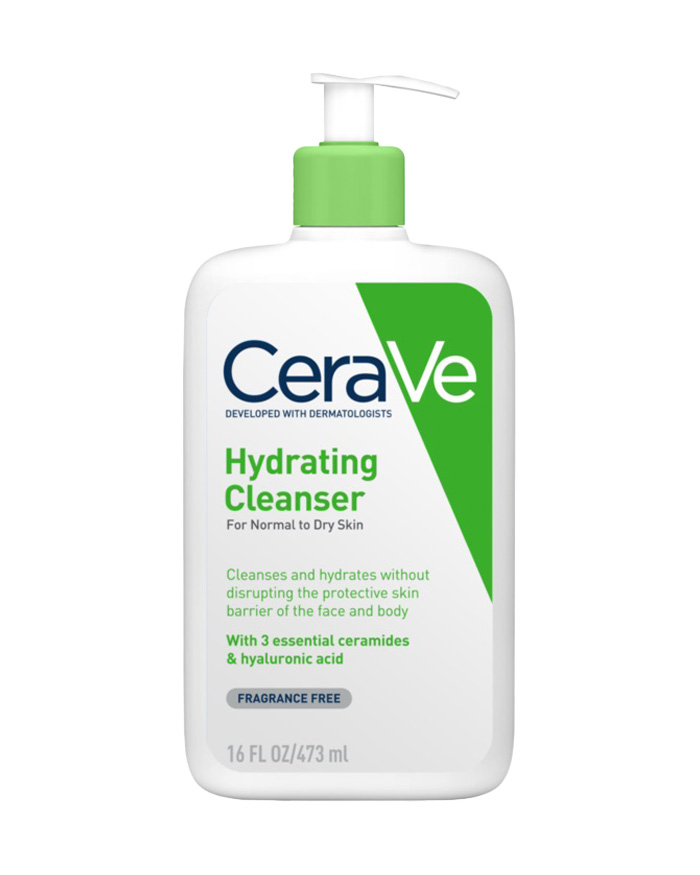 CeraVe
DEVELOPED WITH DERMATOLOGISTS
Hydrating
Cleanser
For Normal to Dry Skin
Cleanses and hydrates without
disrupting the protective skin
barrier of the face and body
With 3 essential ceramides
& hyaluronic acid
FRAGRANCE FREE
16 FL OZ/473 ml